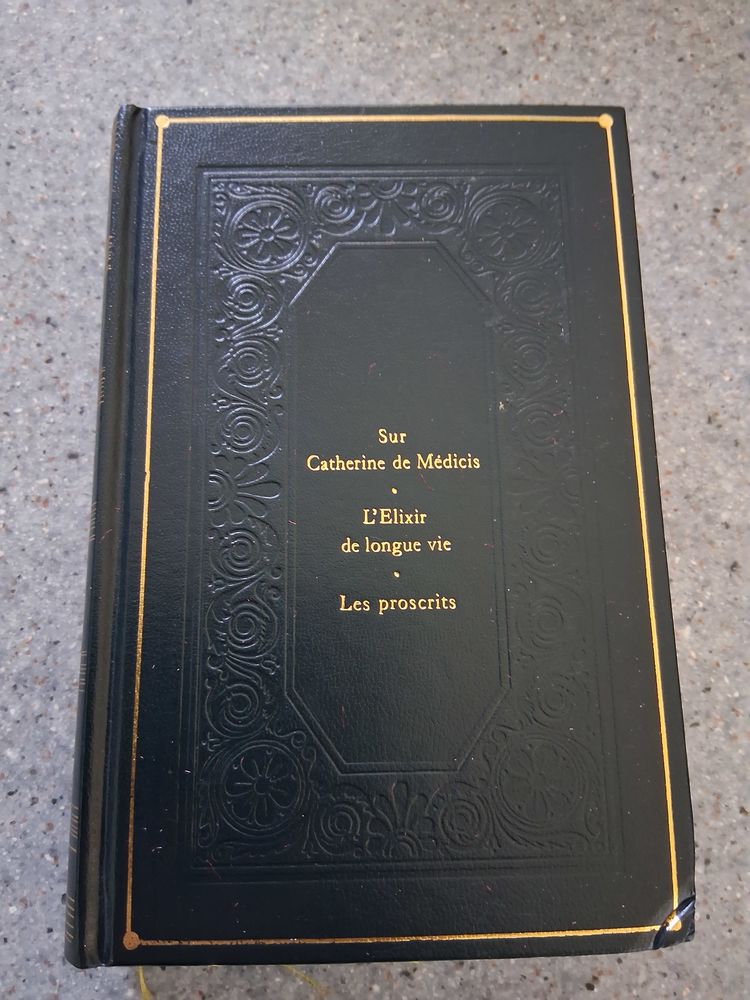 Sur
Catherine de Médicis
•
L'Elixir
de longue vie
•
Les proscrits